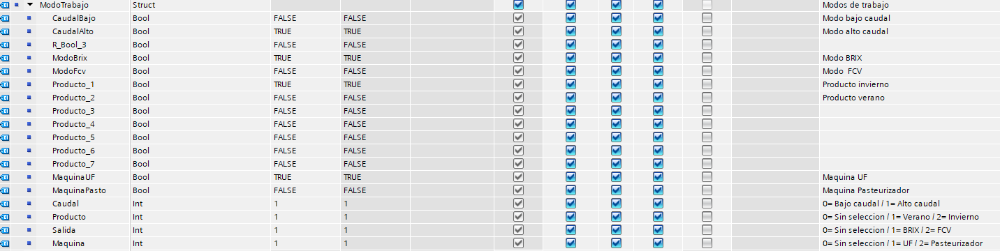 ModoTrabajo Struct Modos de trabajo
CaudalBajo Bool FALSE FALSE Modo bajo caudal
CaudalAlto Bool TRUE TRUE Modo alto caudal
R_Bool_3 Bool FALSE FALSE
ModoBrix Bool TRUE TRUE Modo BRIX
ModoFcv Bool FALSE FALSE Modo  FCV
Producto_1 Bool TRUE TRUE Producto invierno
Producto_2 Bool FALSE FALSE Producto verano
Producto_3 Bool FALSE FALSE
Producto_4 Bool FALSE FALSE
Producto_5 Bool FALSE FALSE
Producto_6 Bool FALSE FALSE
Producto_7 Bool FALSE FALSE
MaquinaUF Bool TRUE TRUE Maquina UF
MaquinaPasto Bool FALSE FALSE Maquina Pasteurizador
Caudal Int 1 1 0= Bajo caudal / 1= Alto caudal
Producto Int 1 1 0= Sin seleccion / 1= Verano / 2= Invierno
Salida Int 1 1 0= Sin seleccion / 1= BRIX / 2= FCV
Maquina Int 1 1 0= Sin seleccion / 1= UF / 2= Pasteurizador